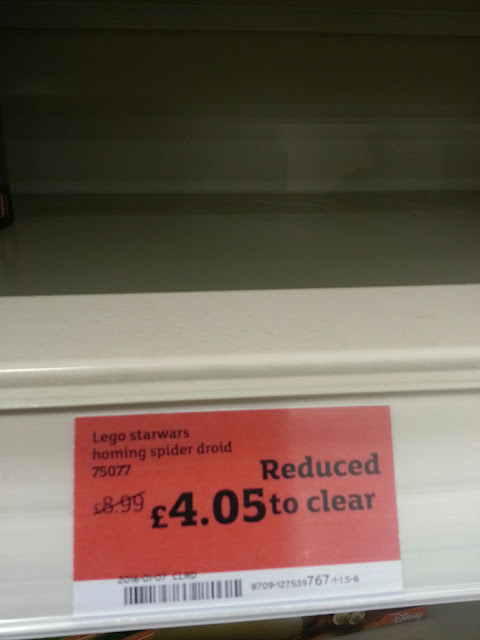 Lego starwars
homing spider droid
75077
£8.99
£4.05
Reduced
to clear
2016-01-07 CLRD
8709-127539767-1-1.5-8
Disney